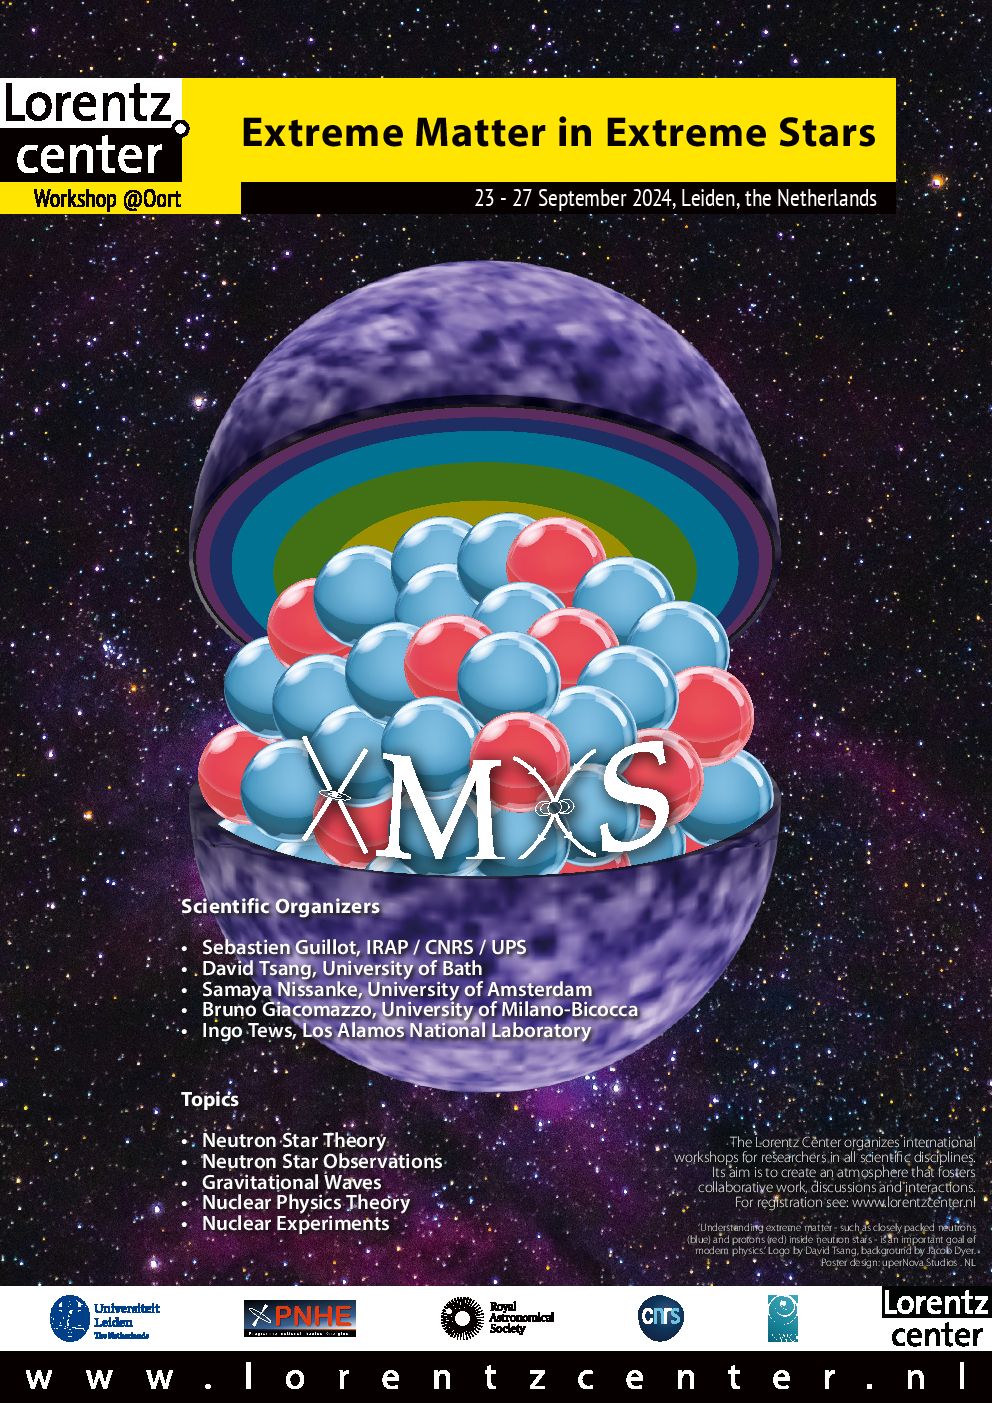 Lorentz
center
Workshop @Oort
Extreme Matter in Extreme Stars
23 - 27 September 2024, Leiden, the Netherlands
XMXS
Scientific Organizers
• Sebastien Guillot, IRAP / CNRS / UPS
• David Tsang, University of Bath
• Samaya Nissanke, University of Amsterdam
• Bruno Giacomazzo, University of Milano-Bicocca
• Ingo Tews, Los Alamos National Laboratory
Topics
• Neutron Star Theory
• Neutron Star Observations
• Gravitational Waves
• Nuclear Physics Theory
• Nuclear Experiments
The Lorentz Center organizes international
workshops for researchers in all scientific disciplines.
Its aim is to create an atmosphere that fosters
collaborative work, discussions and interactions.
For registration see: www.lorentzcenter.nl
'Understanding extreme matter - such as closely packed neutrons
(blue) and protons (red) inside neutron stars - is an important goal of
modern physics.' Logo by David Tsang, background by Jacob Dyer.
Poster design: uperNova Studios . NL
Universiteit
Leiden
The Netherlands
PNHE
Royal
Astronomical
Society
cnrs
Lorentz
center
www.lorentzcenter.nl